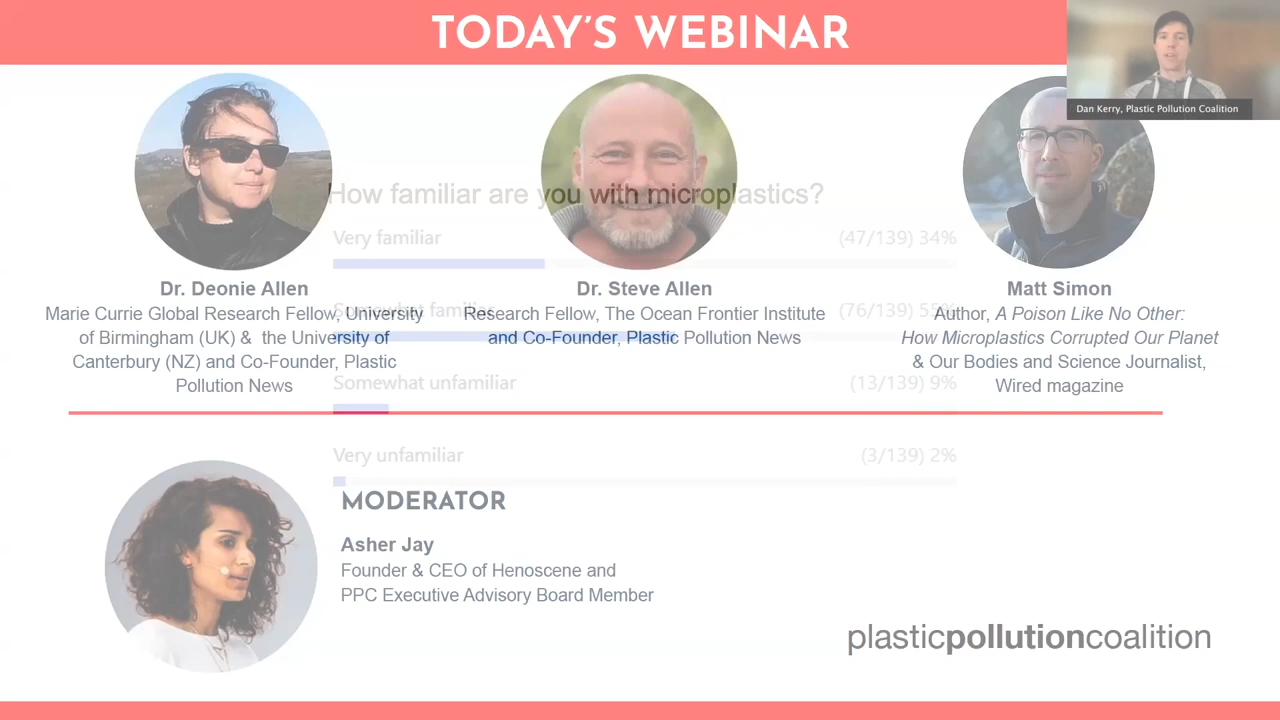 TODAY'S WEBINAR
Dan Kerry, Plastic Pollution Coalition
How familiar are you with microplastics?
Very familiar
(47/139) 34%
Somewhat familiar
(76/139) 55%
Somewhat unfamiliar
(13/139) 9%
Very unfamiliar
(3/139) 2%
Dr. Deonie Allen
Marie Currie Global Research Fellow, University
of Birmingham (UK) & the University of
Canterbury (NZ) and Co-Founder, Plastic
Pollution News
Dr. Steve Allen
Research Fellow, The Ocean Frontier Institute
and Co-Founder, Plastic Pollution News
Matt Simon
Author, A Poison Like No Other:
How Microplastics Corrupted Our Planet
& Our Bodies and Science Journalist,
Wired magazine
MODERATOR
Asher Jay
Founder & CEO of Henoscene and
PPC Executive Advisory Board Member
plasticpollutioncoalition